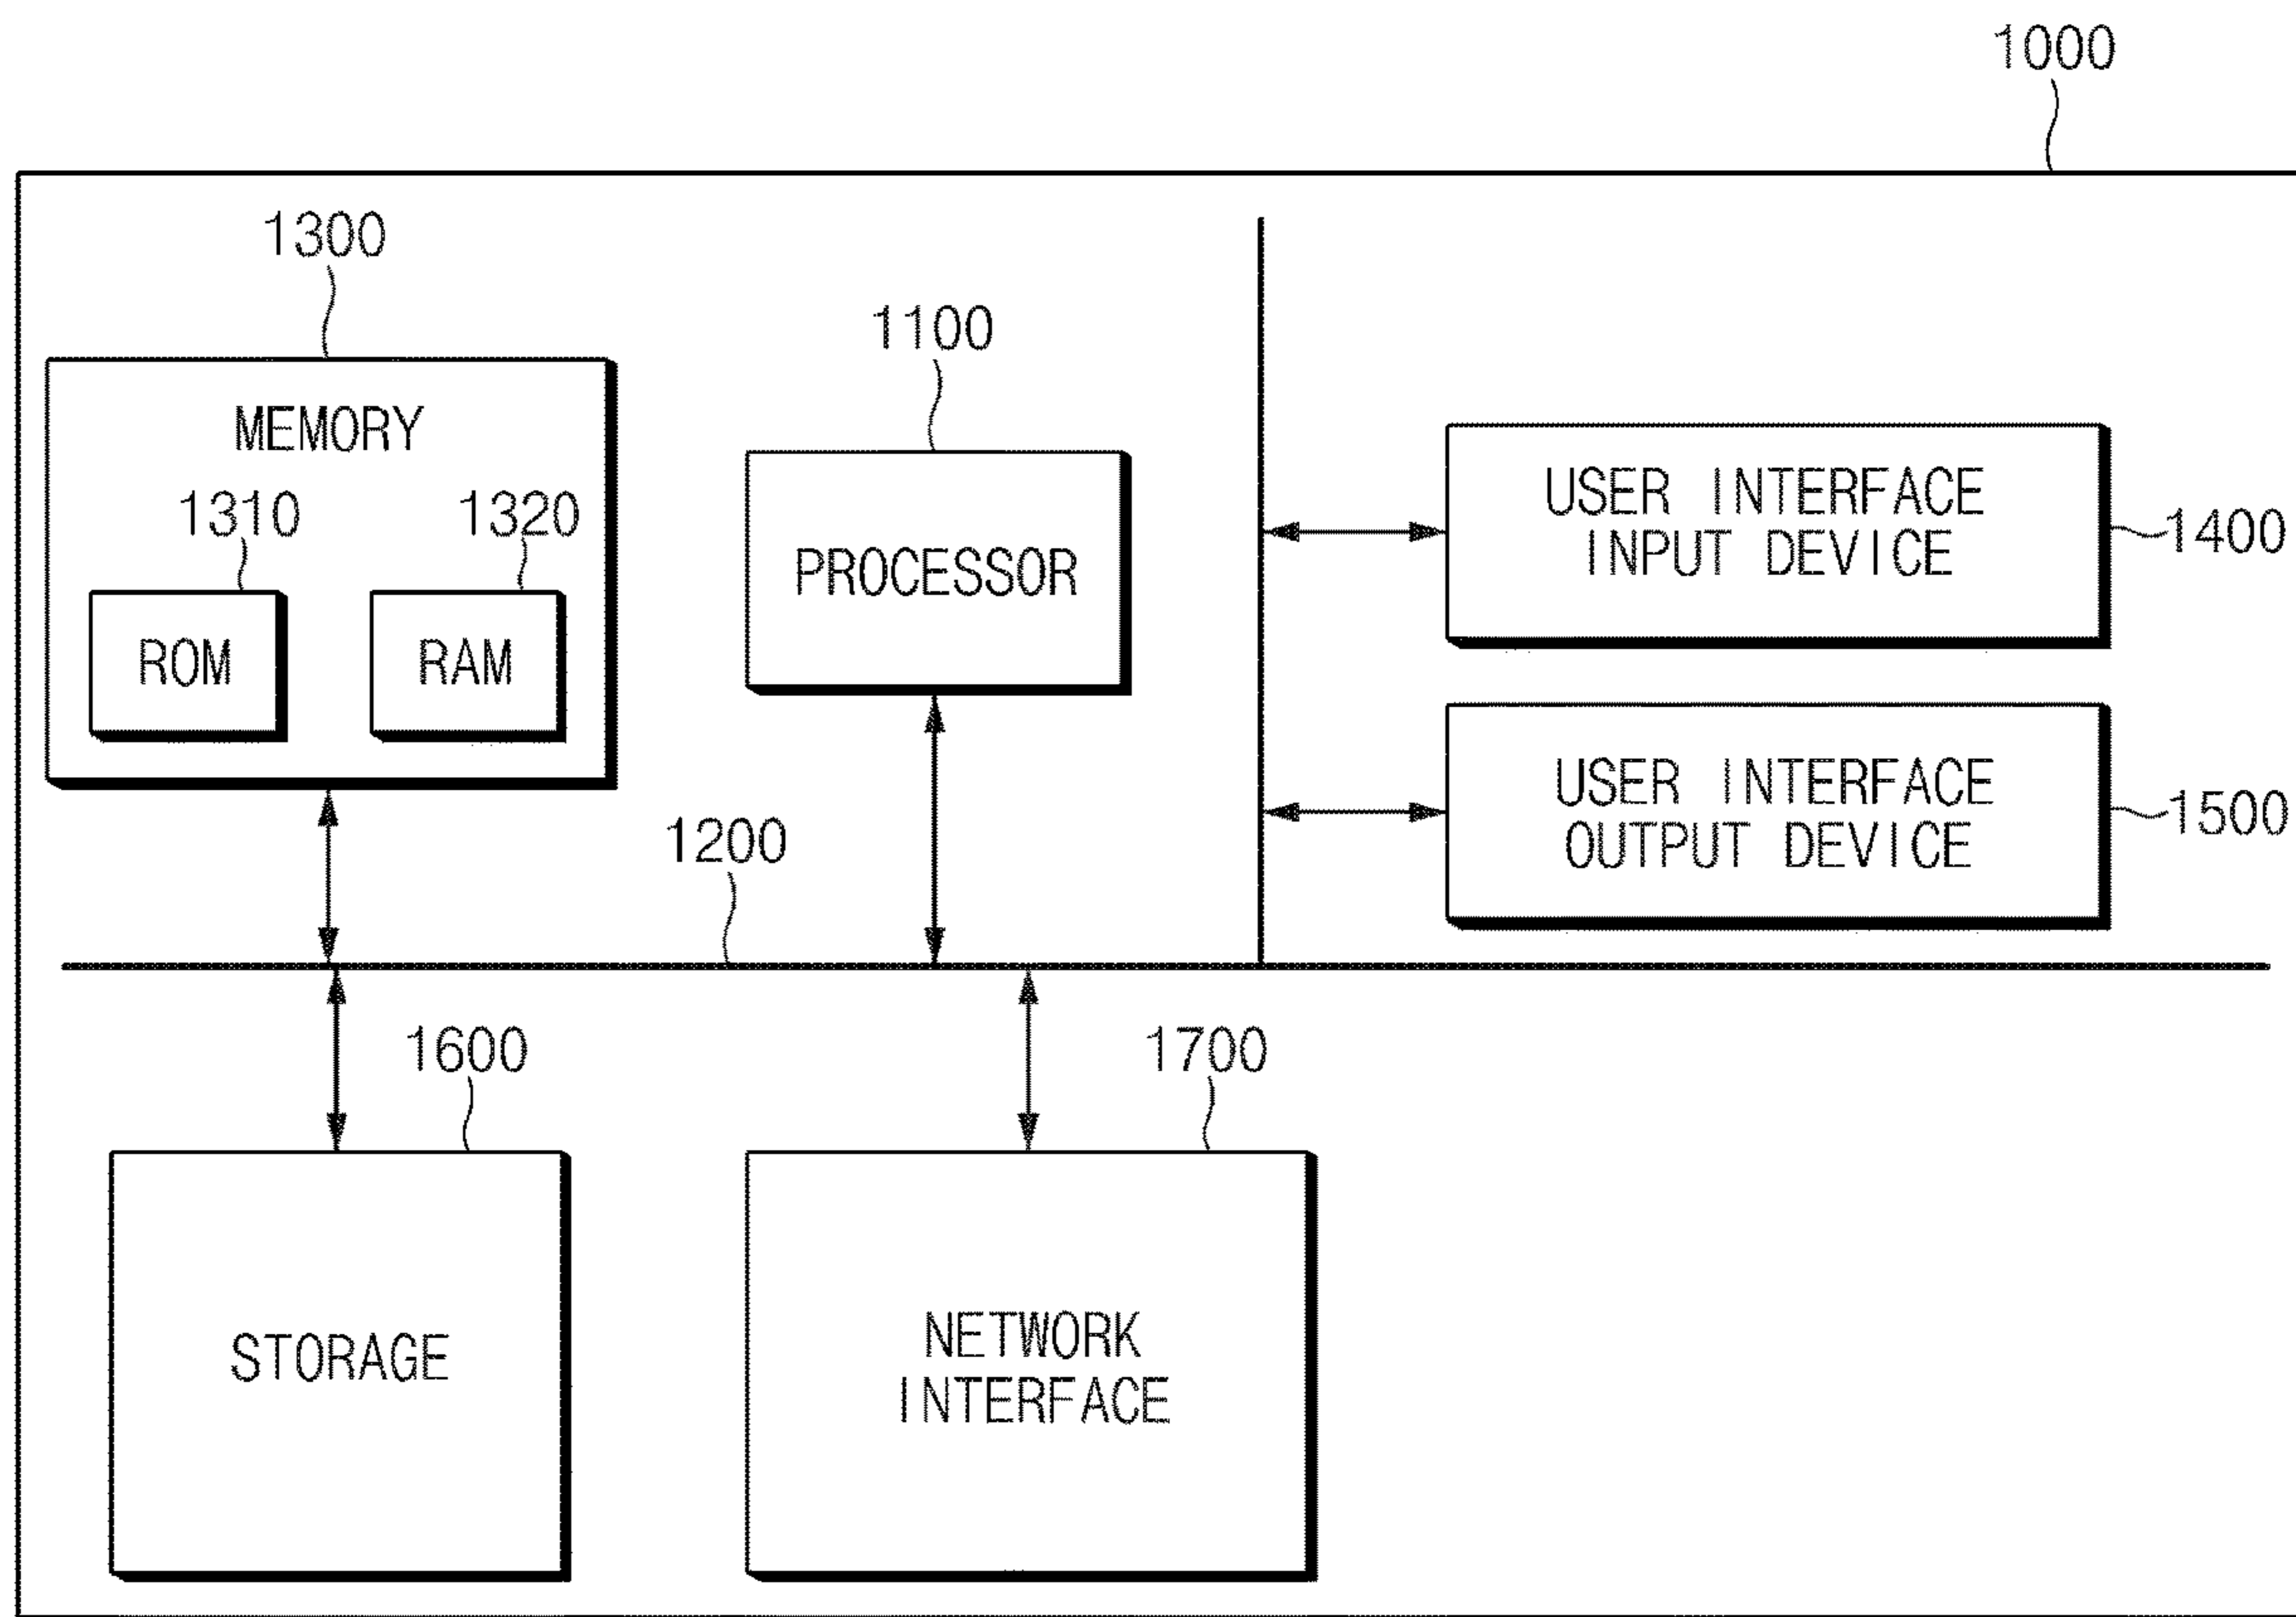 1000
1300
MEMORY
1310
1320
ROM
RAM
1100
PROCESSOR
USER INTERFACE
INPUT DEVICE
1400
USER INTERFACE
OUTPUT DEVICE
1500
1200
1600
STORAGE
1700
NETWORK
INTERFACE